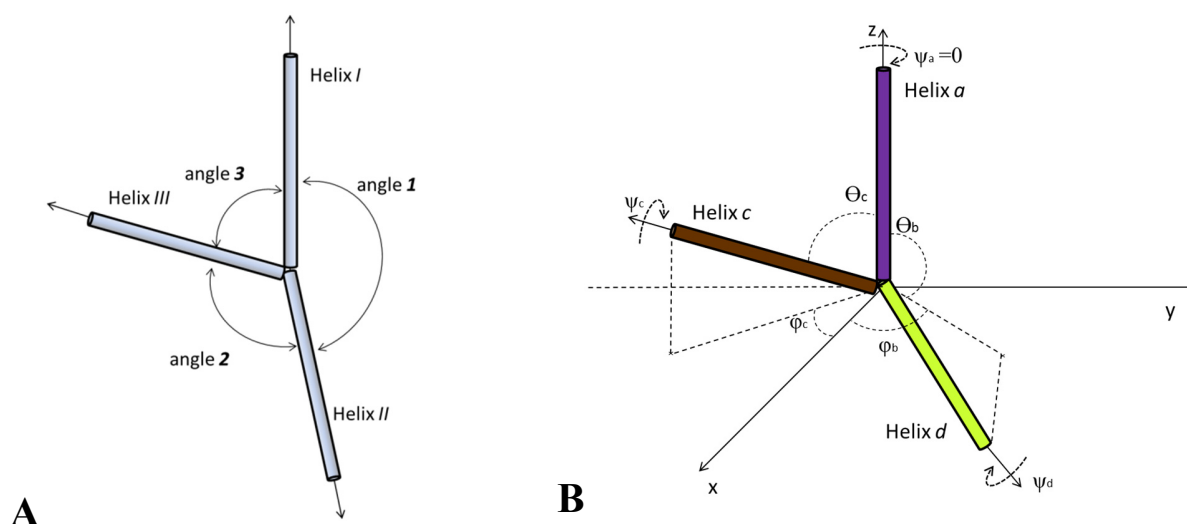 Helix I
angle 3
Helix III
angle 1
angle 2
Helix II
A
z
ψa =0
Helix a
ψc
Helix c
Θc
Θb
y
φc
φb
Helix d
x
ψd
B